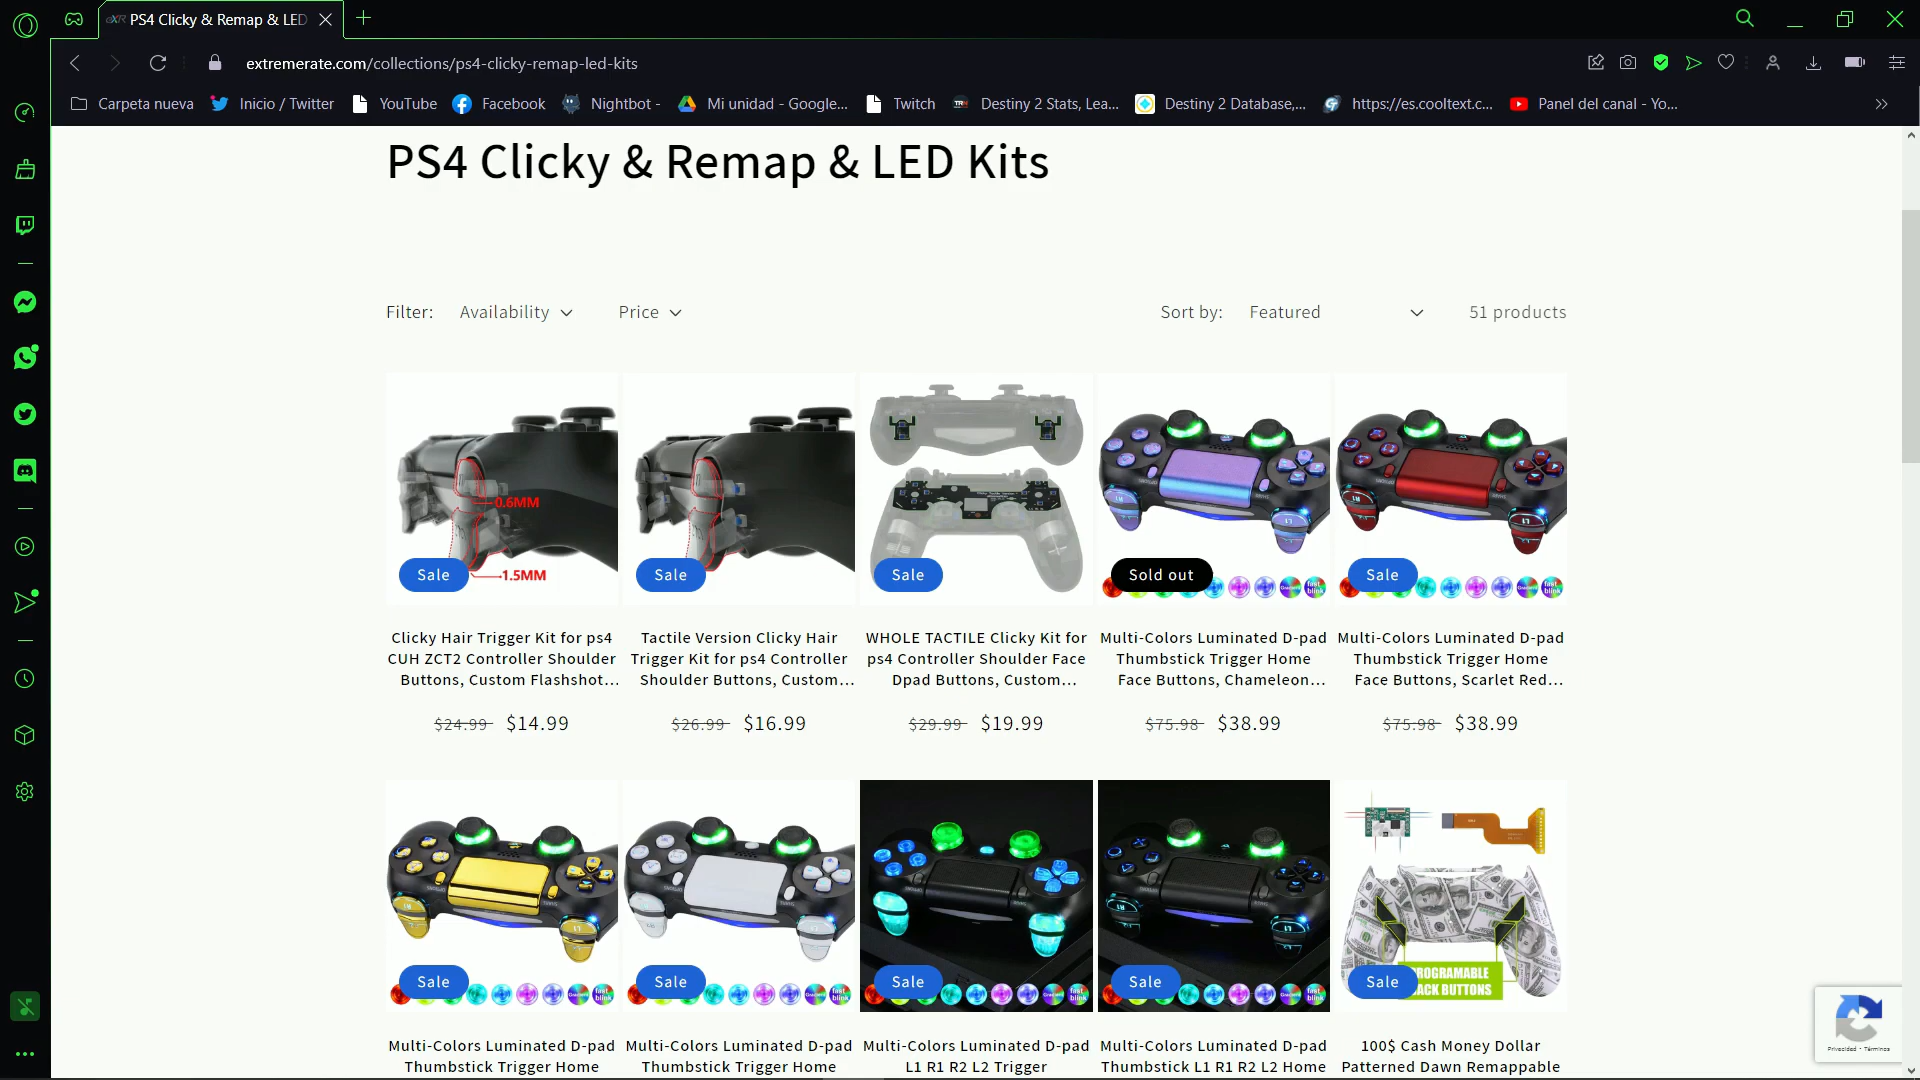 PS4 Clicky & Remap & LED
extremerate.com/collections/ps4-clicky-remap-led-kits
Carpeta nueva
Inicio / Twitter
YouTube
Facebook
Nightbot -
Mi unidad - Google...
Twitch
Destiny 2 Stats, Lea...
Destiny 2 Database,...
https://es.cooltext.c...
Panel del canal - Yo...
PS4 Clicky & Remap & LED Kits
Filter: Availability Price
Sort by: Featured 51 products
0.6MM
1.5MM
Sale
Sale
Sale
Sold out
Sale
Clicky Hair Trigger Kit for ps4
CUH ZCT2 Controller Shoulder
Buttons, Custom Flashshot...
$24.99 $14.99
Tactile Version Clicky Hair
Trigger Kit for ps4 Controller
Shoulder Buttons, Custom...
$26.99 $16.99
WHOLE TACTILE Clicky Kit for
ps4 Controller Shoulder Face
Dpad Buttons, Custom...
$29.99 $19.99
Multi-Colors Luminated D-pad
Thumbstick Trigger Home
Face Buttons, Chameleon...
$75.98 $38.99
Multi-Colors Luminated D-pad
Thumbstick Trigger Home
Face Buttons, Scarlet Red...
$75.98 $38.99
Sale
Sale
Sale
Sale
Sale
BUTTONS
Multi-Colors Luminated D-pad
Thumbstick Trigger Home
Multi-Colors Luminated D-pad
Thumbstick Trigger Home
Multi-Colors Luminated D-pad
L1 R1 R2 L2 Trigger
Multi-Colors Luminated D-pad
Thumbstick L1 R1 R2 L2 Home
100$ Cash Money Dollar
Patterned Dawn Remappable
Privacidad - Términos